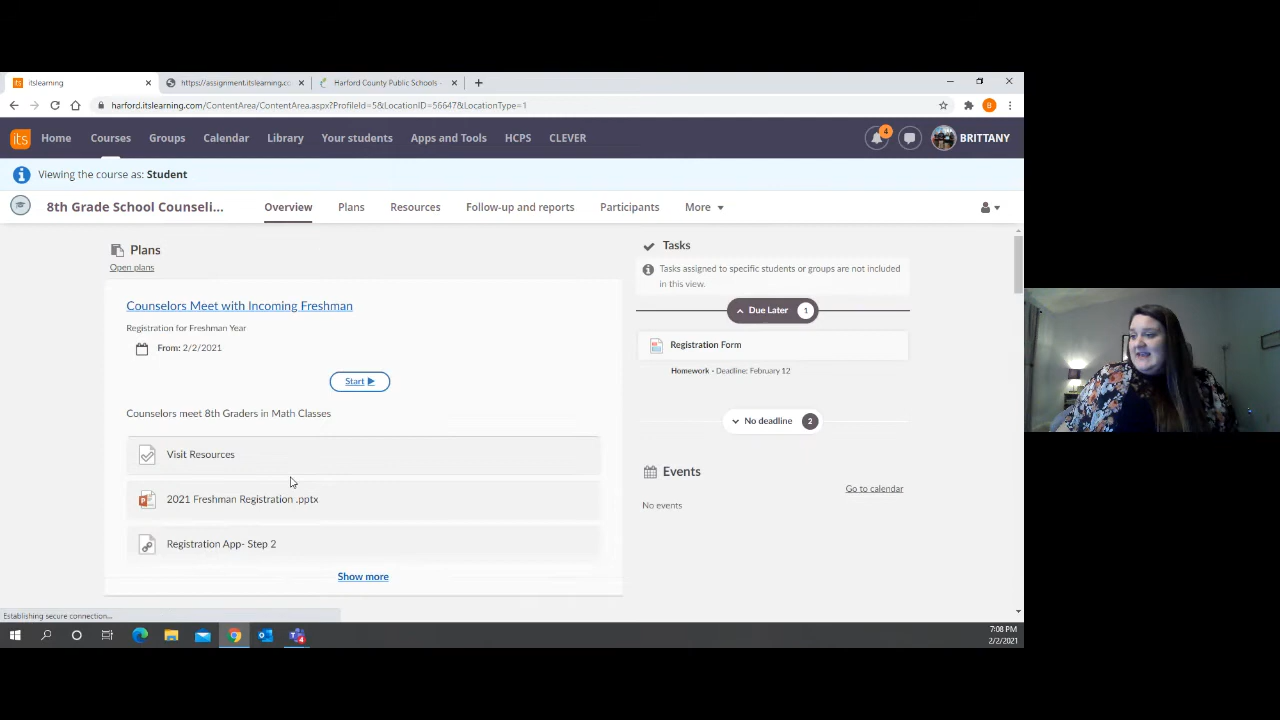 itslearning
https://assignment.itslearning.co
Harford County Public Schools -
harford.itslearning.com/ContentArea/ContentArea.aspx?ProfileId=5&LocationID=56647&LocationType=1
B
its
Home
Courses
Groups
Calendar
Library
Your students
Apps and Tools
HCPS
CLEVER
4
BRITTANY
Viewing the course as: Student
8th Grade School Counseli...
Overview
Plans
Resources
Follow-up and reports
Participants
More
Plans
Open plans
Counselors Meet with Incoming Freshman
Registration for Freshman Year
From: 2/2/2021
Start
Counselors meet 8th Graders in Math Classes
Visit Resources
2021 Freshman Registration .pptx
Registration App- Step 2
Show more
Tasks
Tasks assigned to specific students or groups are not included
in this view.
Due Later 1
Registration Form
Homework - Deadline: February 12
No deadline 2
Events
Go to calendar
No events
Establishing secure connection...
7:08 PM
2/2/2021